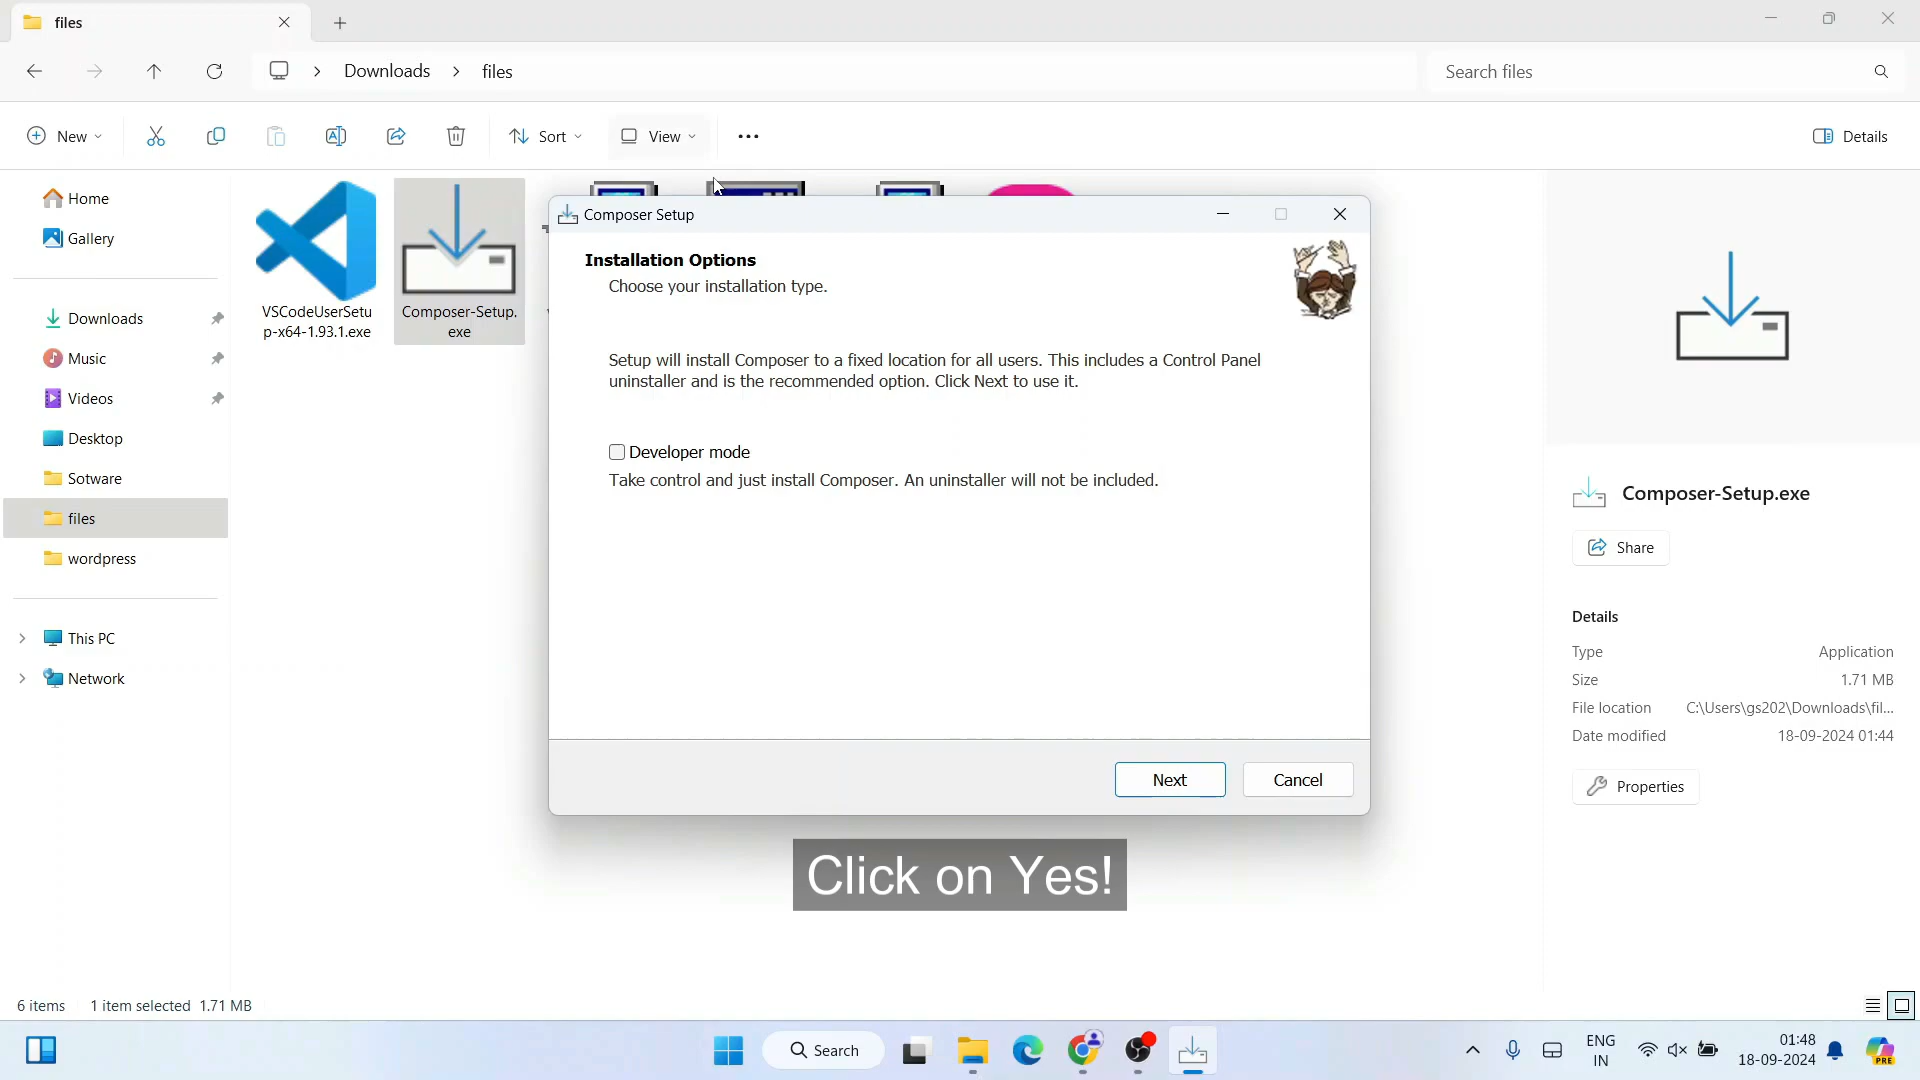 files
Downloads
files
Search files
New
Sort
View
Details
Home
Gallery
Downloads
Music
Videos
Desktop
Sotware
files
wordpress
This PC
Network
VSCodeUserSetu
p-x64-1.93.1.exe
Composer-Setup.
exe
Composer Setup
Installation Options
Choose your installation type.
Setup will install Composer to a fixed location for all users. This includes a Control Panel
uninstaller and is the recommended option. Click Next to use it.
Developer mode
Take control and just install Composer. An uninstaller will not be included.
Next
Cancel
Click on Yes!
Composer-Setup.exe
Share
Details
Type Application
Size 1.71 MB
File location C:\Users\gs202\Downloads\fil...
Date modified 18-09-2024 01:44
Properties
6 items 1 item selected 1.71 MB
Search
ENG
IN
01:48
18-09-2024
PRE